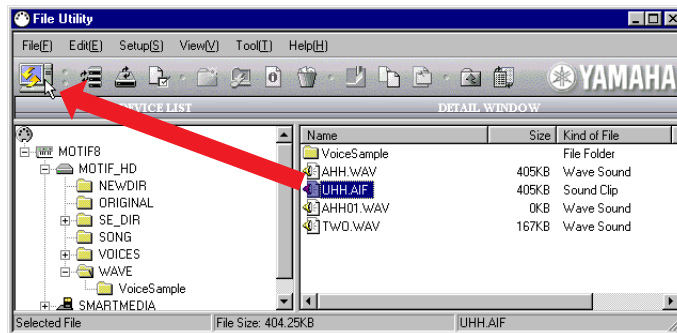 File Utility
File(F) Edit(E) Setup(S) View(V) Tool(T) Help(H)
YAMAHA
DEVICE LIST DETAIL WINDOW
Name Size Kind of File
MOTIF8
MOTIF_HD
NEWDIR
ORIGINAL
SE_DIR
SONG
VOICES
WAVE
VoiceSample
SMARTMEDIA
VoiceSample File Folder
AHH.WAV 405KB Wave Sound
UHH.AIF 405KB Sound Clip
AHH01.WAV 0KB Wave Sound
TWO.WAV 167KB Wave Sound
Selected File File Size: 404.25KB UHH.AIF